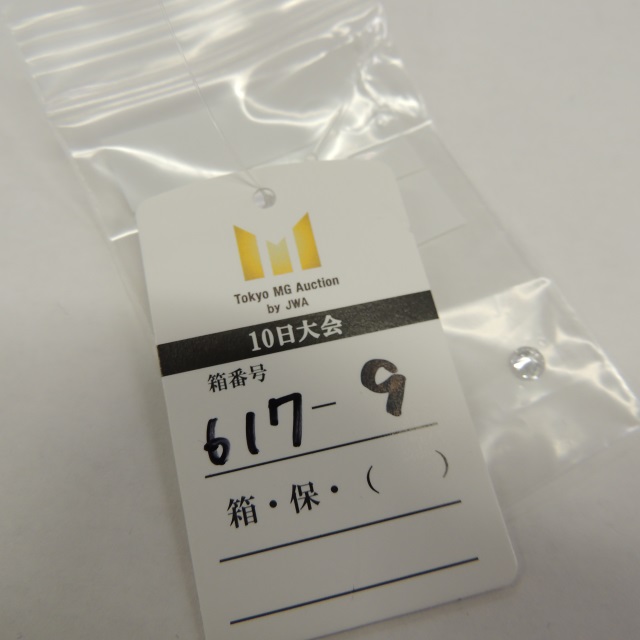 Tokyo MG Auction
by JWA
10日大会
箱番号
617-9
箱・保・（　　）